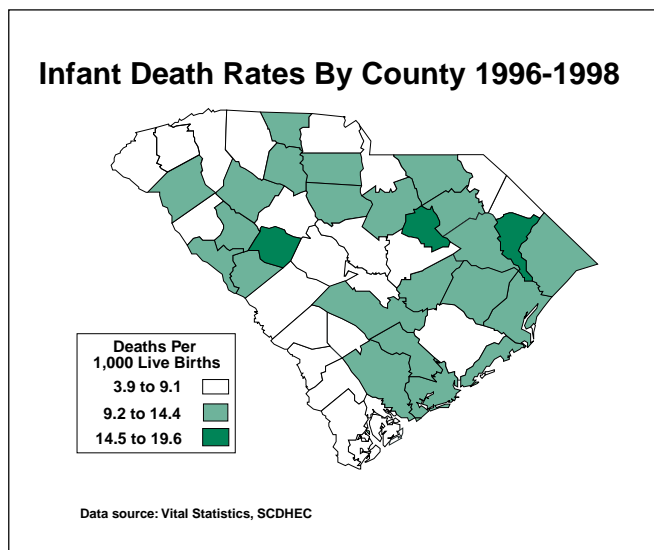 Infant Death Rates By County 1996-1998
Deaths Per
1,000 Live Births
3.9 to 9.1
9.2 to 14.4
14.5 to 19.6
Data source: Vital Statistics, SCDHEC